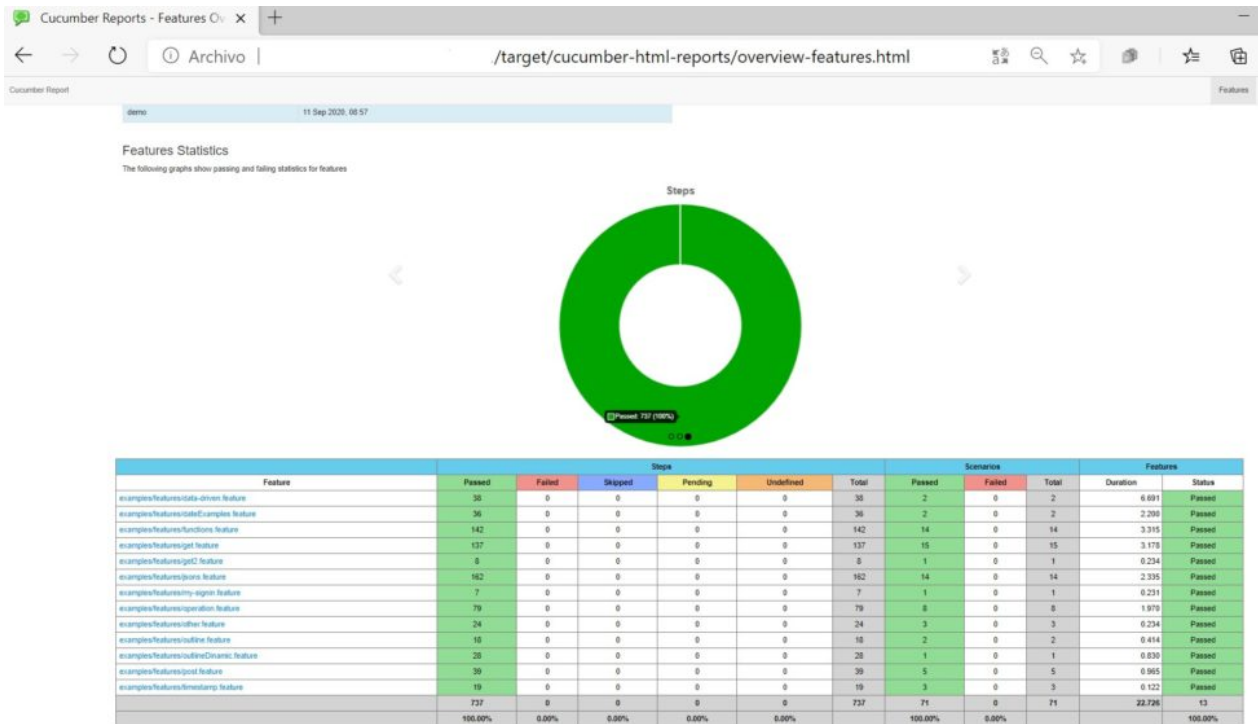 Cucumber Reports - Features Ov
Archivo | /target/cucumber-html-reports/overview-features.html
Cucumber Report Features
demo 11 Sep 2020, 08:57
Features Statistics
The following graphs show passing and failing statistics for features
Steps
Passed: 737 (100%)
Steps Scenarios Features
Feature Passed Failed Skipped Pending Undefined Total Passed Failed Total Duration Status
examples/features/data-driven.feature 38 0 0 0 0 38 2 0 2 6.691 Passed
examples/features/dateExamples.feature 36 0 0 0 0 36 2 0 2 2.200 Passed
examples/features/functions.feature 142 0 0 0 0 142 14 0 14 3.315 Passed
examples/features/get.feature 137 0 0 0 0 137 15 0 15 3.178 Passed
examples/features/get2.feature 8 0 0 0 0 8 1 0 1 0.234 Passed
examples/features/jsons.feature 162 0 0 0 0 162 14 0 14 2.335 Passed
examples/features/my-signin.feature 7 0 0 0 0 7 1 0 1 0.231 Passed
examples/features/operation.feature 79 0 0 0 0 79 8 0 8 1.970 Passed
examples/features/other.feature 24 0 0 0 0 24 3 0 3 0.234 Passed
examples/features/outline.feature 18 0 0 0 0 18 2 0 2 0.414 Passed
examples/features/outlineDinamic.feature 28 0 0 0 0 28 1 0 1 0.830 Passed
examples/features/post.feature 39 0 0 0 0 39 5 0 5 0.965 Passed
examples/features/timestamp.feature 19 0 0 0 0 19 3 0 3 0.122 Passed
737 0 0 0 0 737 71 0 71 22.726 13
100.00% 0.00% 0.00% 0.00% 0.00% 100.00% 0.00% 100.00%